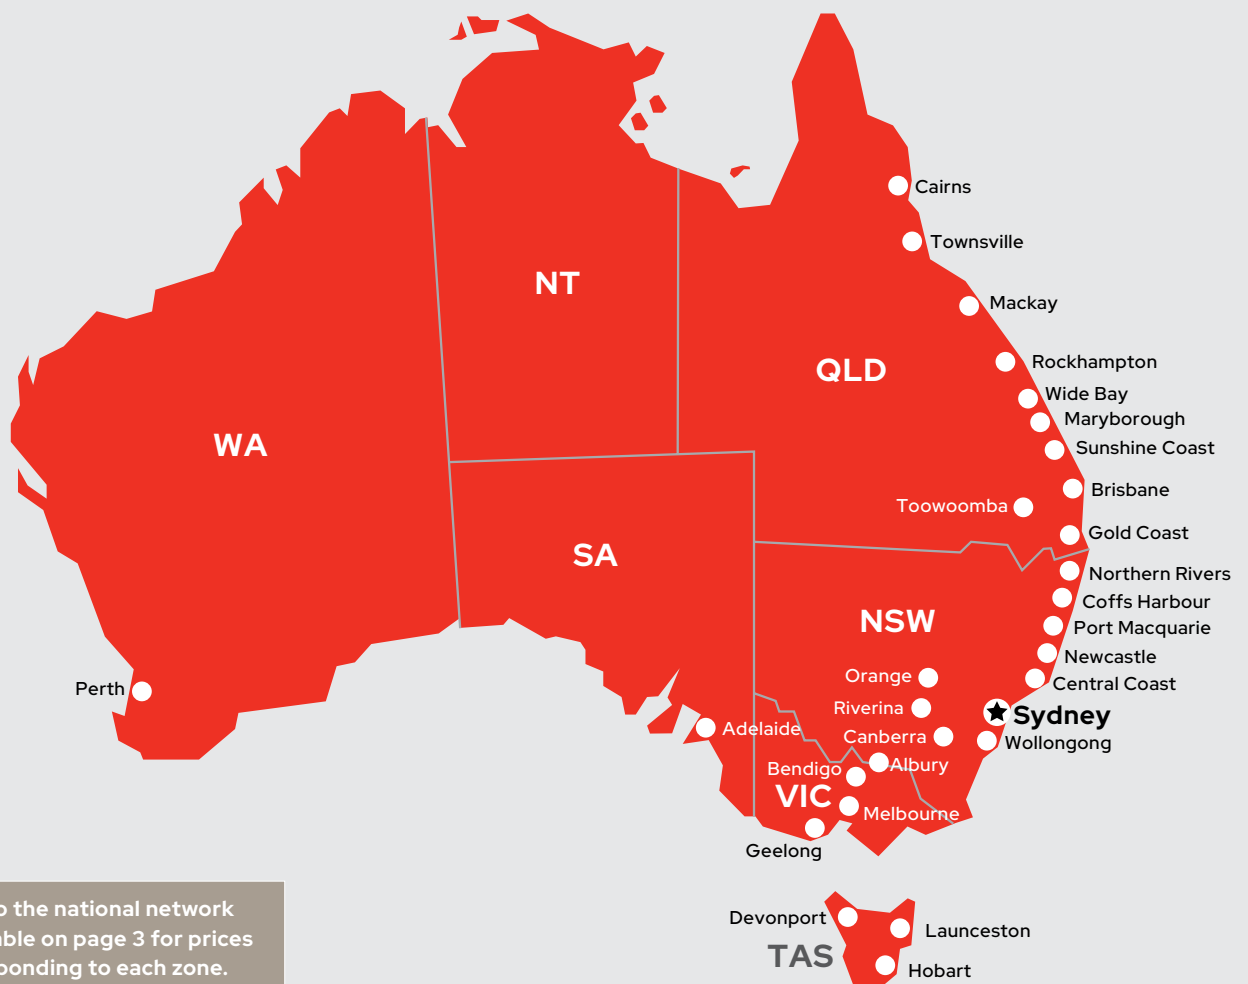 Cairns
Townsville
NT
Mackay
Rockhampton
QLD
Wide Bay
Maryborough
WA
Sunshine Coast
Brisbane
Toowoomba
Gold Coast
SA
Northern Rivers
Coffs Harbour
NSW
Port Macquarie
Newcastle
Orange
Central Coast
Perth
Riverina
Sydney
Adelaide
Canberra
Wollongong
Bendigo
Albury
VIC
Melbourne
Geelong
the national network
on page 3 for prices
to each zone.
Devonport
Launceston
TAS
Hobart